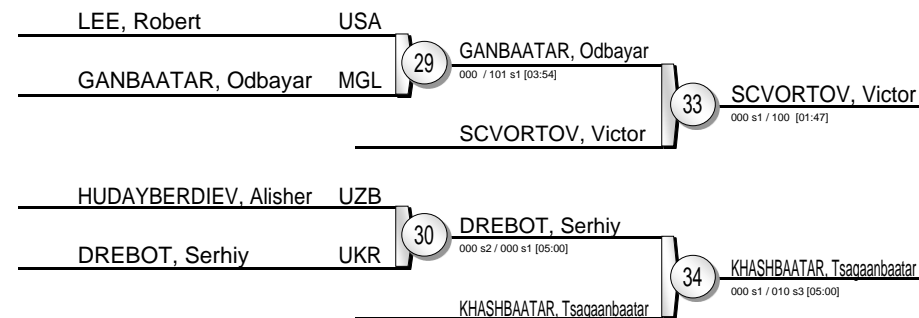 LEE, Robert USA
GANBAATAR, Odbayar MGL
29
GANBAATAR, Odbayar
000 / 101 s1 [03:54]
SCVORTOV, Victor
33
SCVORTOV, Victor
000 s1 / 100 [01:47]
HUDAYBERDIEV, Alisher UZB
DREBOT, Serhiy UKR
30
DREBOT, Serhiy
000 s2 / 000 s1 [05:00]
KHASHBAATAR, Tsagaanbaatar
34
KHASHBAATAR, Tsagaanbaatar
000 s1 / 010 s3 [05:00]